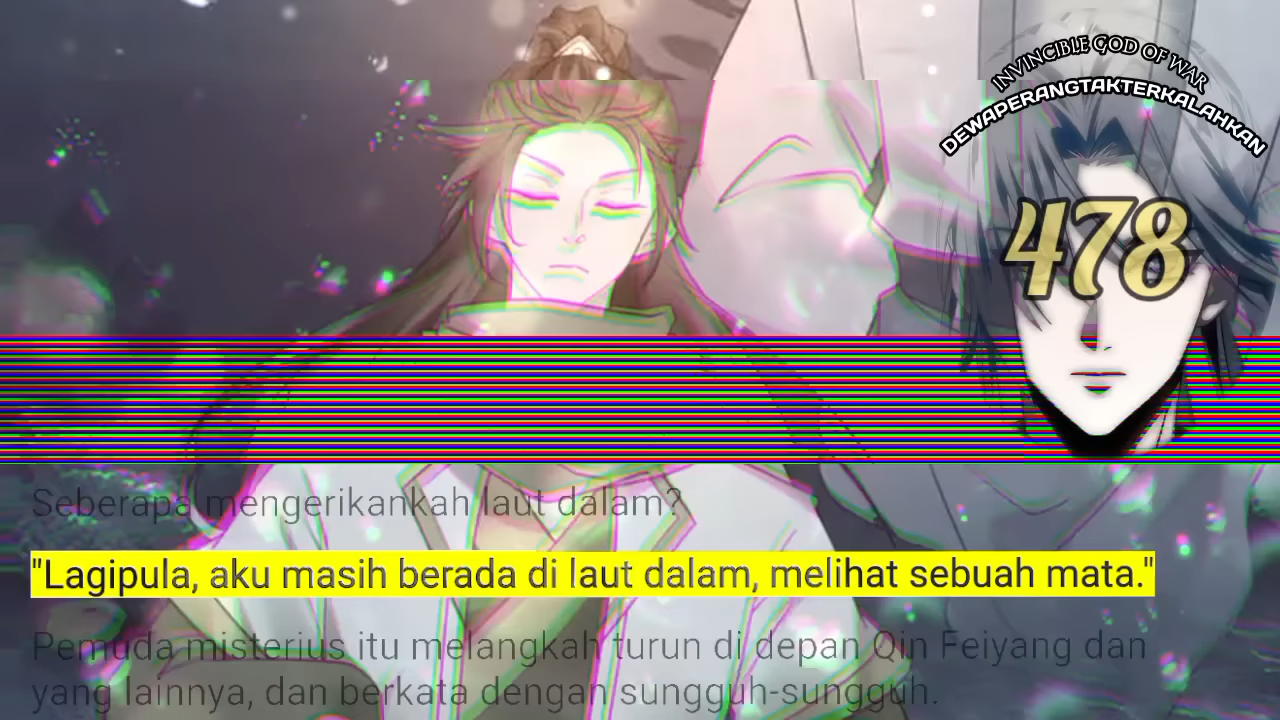 INVINCIBLE GOD OF WAR
DEWAPERANGTAKTERKALAHKAN
478
Seberapa mengerikankah laut dalam?
"Lagipula, aku masih berada di laut dalam, melihat sebuah mata."
Pemuda misterius itu melangkah turun di depan Qin Feiyang dan
yang lainnya, dan berkata dengan sungguh-sungguh.